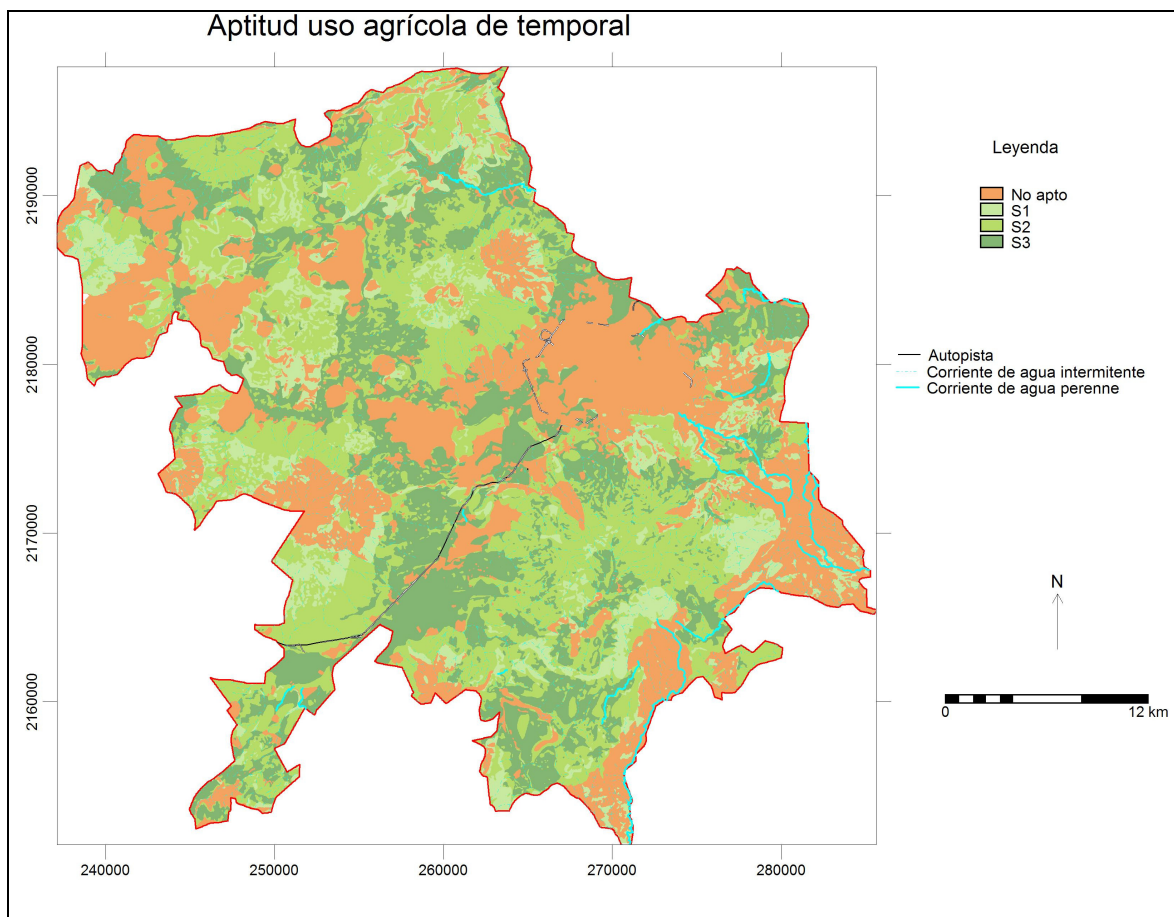 Aptitud uso agrícola de temporal
Leyenda
No apto
S1
S2
S3
Autopista
Corriente de agua intermitente
Corriente de agua perenne
N
0 12 km
2190000
2180000
2170000
2160000
240000 250000 260000 270000 280000